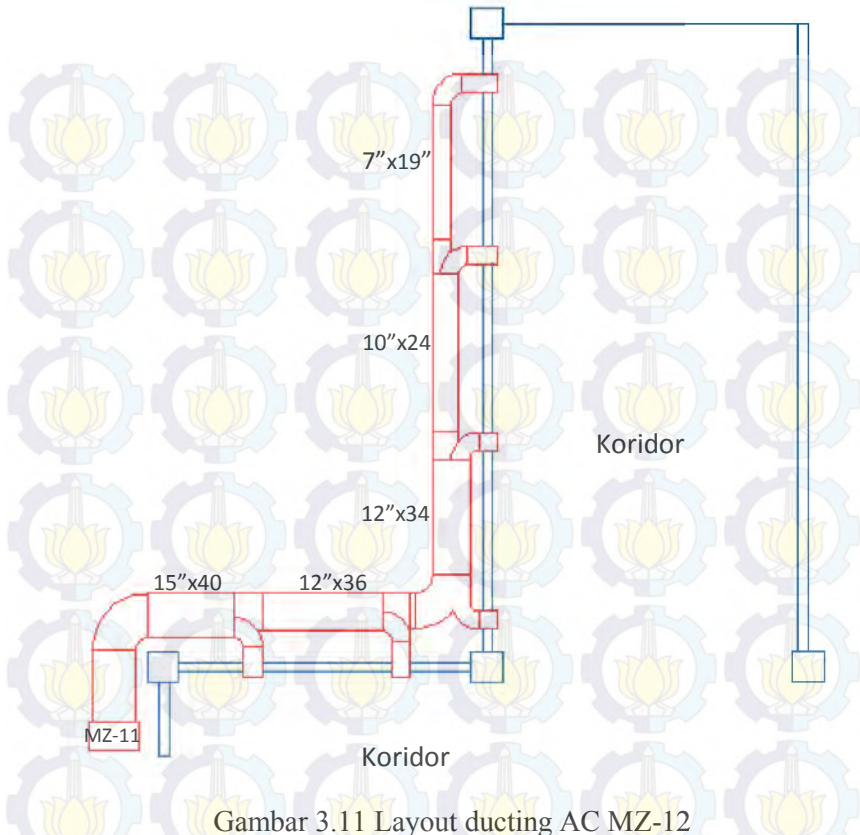 7”x19”
10”x24
Koridor
12”x34
15”x40
12”x36
MZ-11
Koridor
Gambar 3.11 Layout ducting AC MZ-12